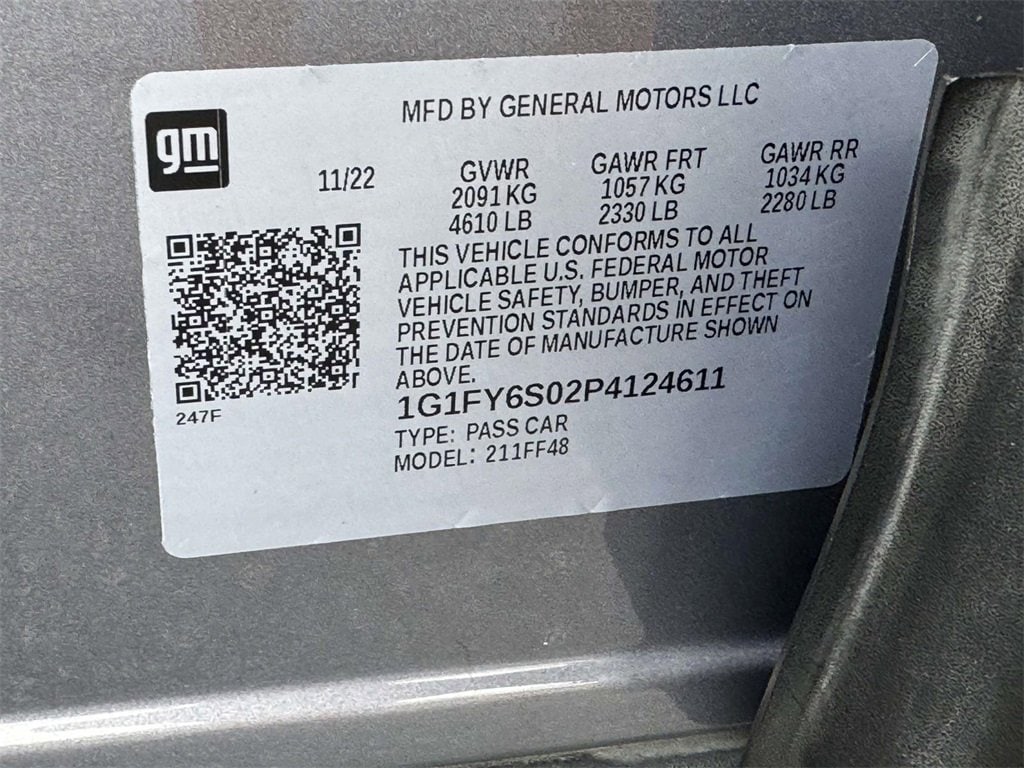 gm
MFD BY GENERAL MOTORS LLC
11/22
GVWR
2091 KG
4610 LB
GAWR FRT
1057 KG
2330 LB
GAWR RR
1034 KG
2280 LB
THIS VEHICLE CONFORMS TO ALL
APPLICABLE U.S. FEDERAL MOTOR
VEHICLE SAFETY, BUMPER, AND THEFT
PREVENTION STANDARDS IN EFFECT ON
THE DATE OF MANUFACTURE SHOWN
ABOVE.
1G1FY6S02P4124611
TYPE: PASS CAR
MODEL: 211FF48
247F